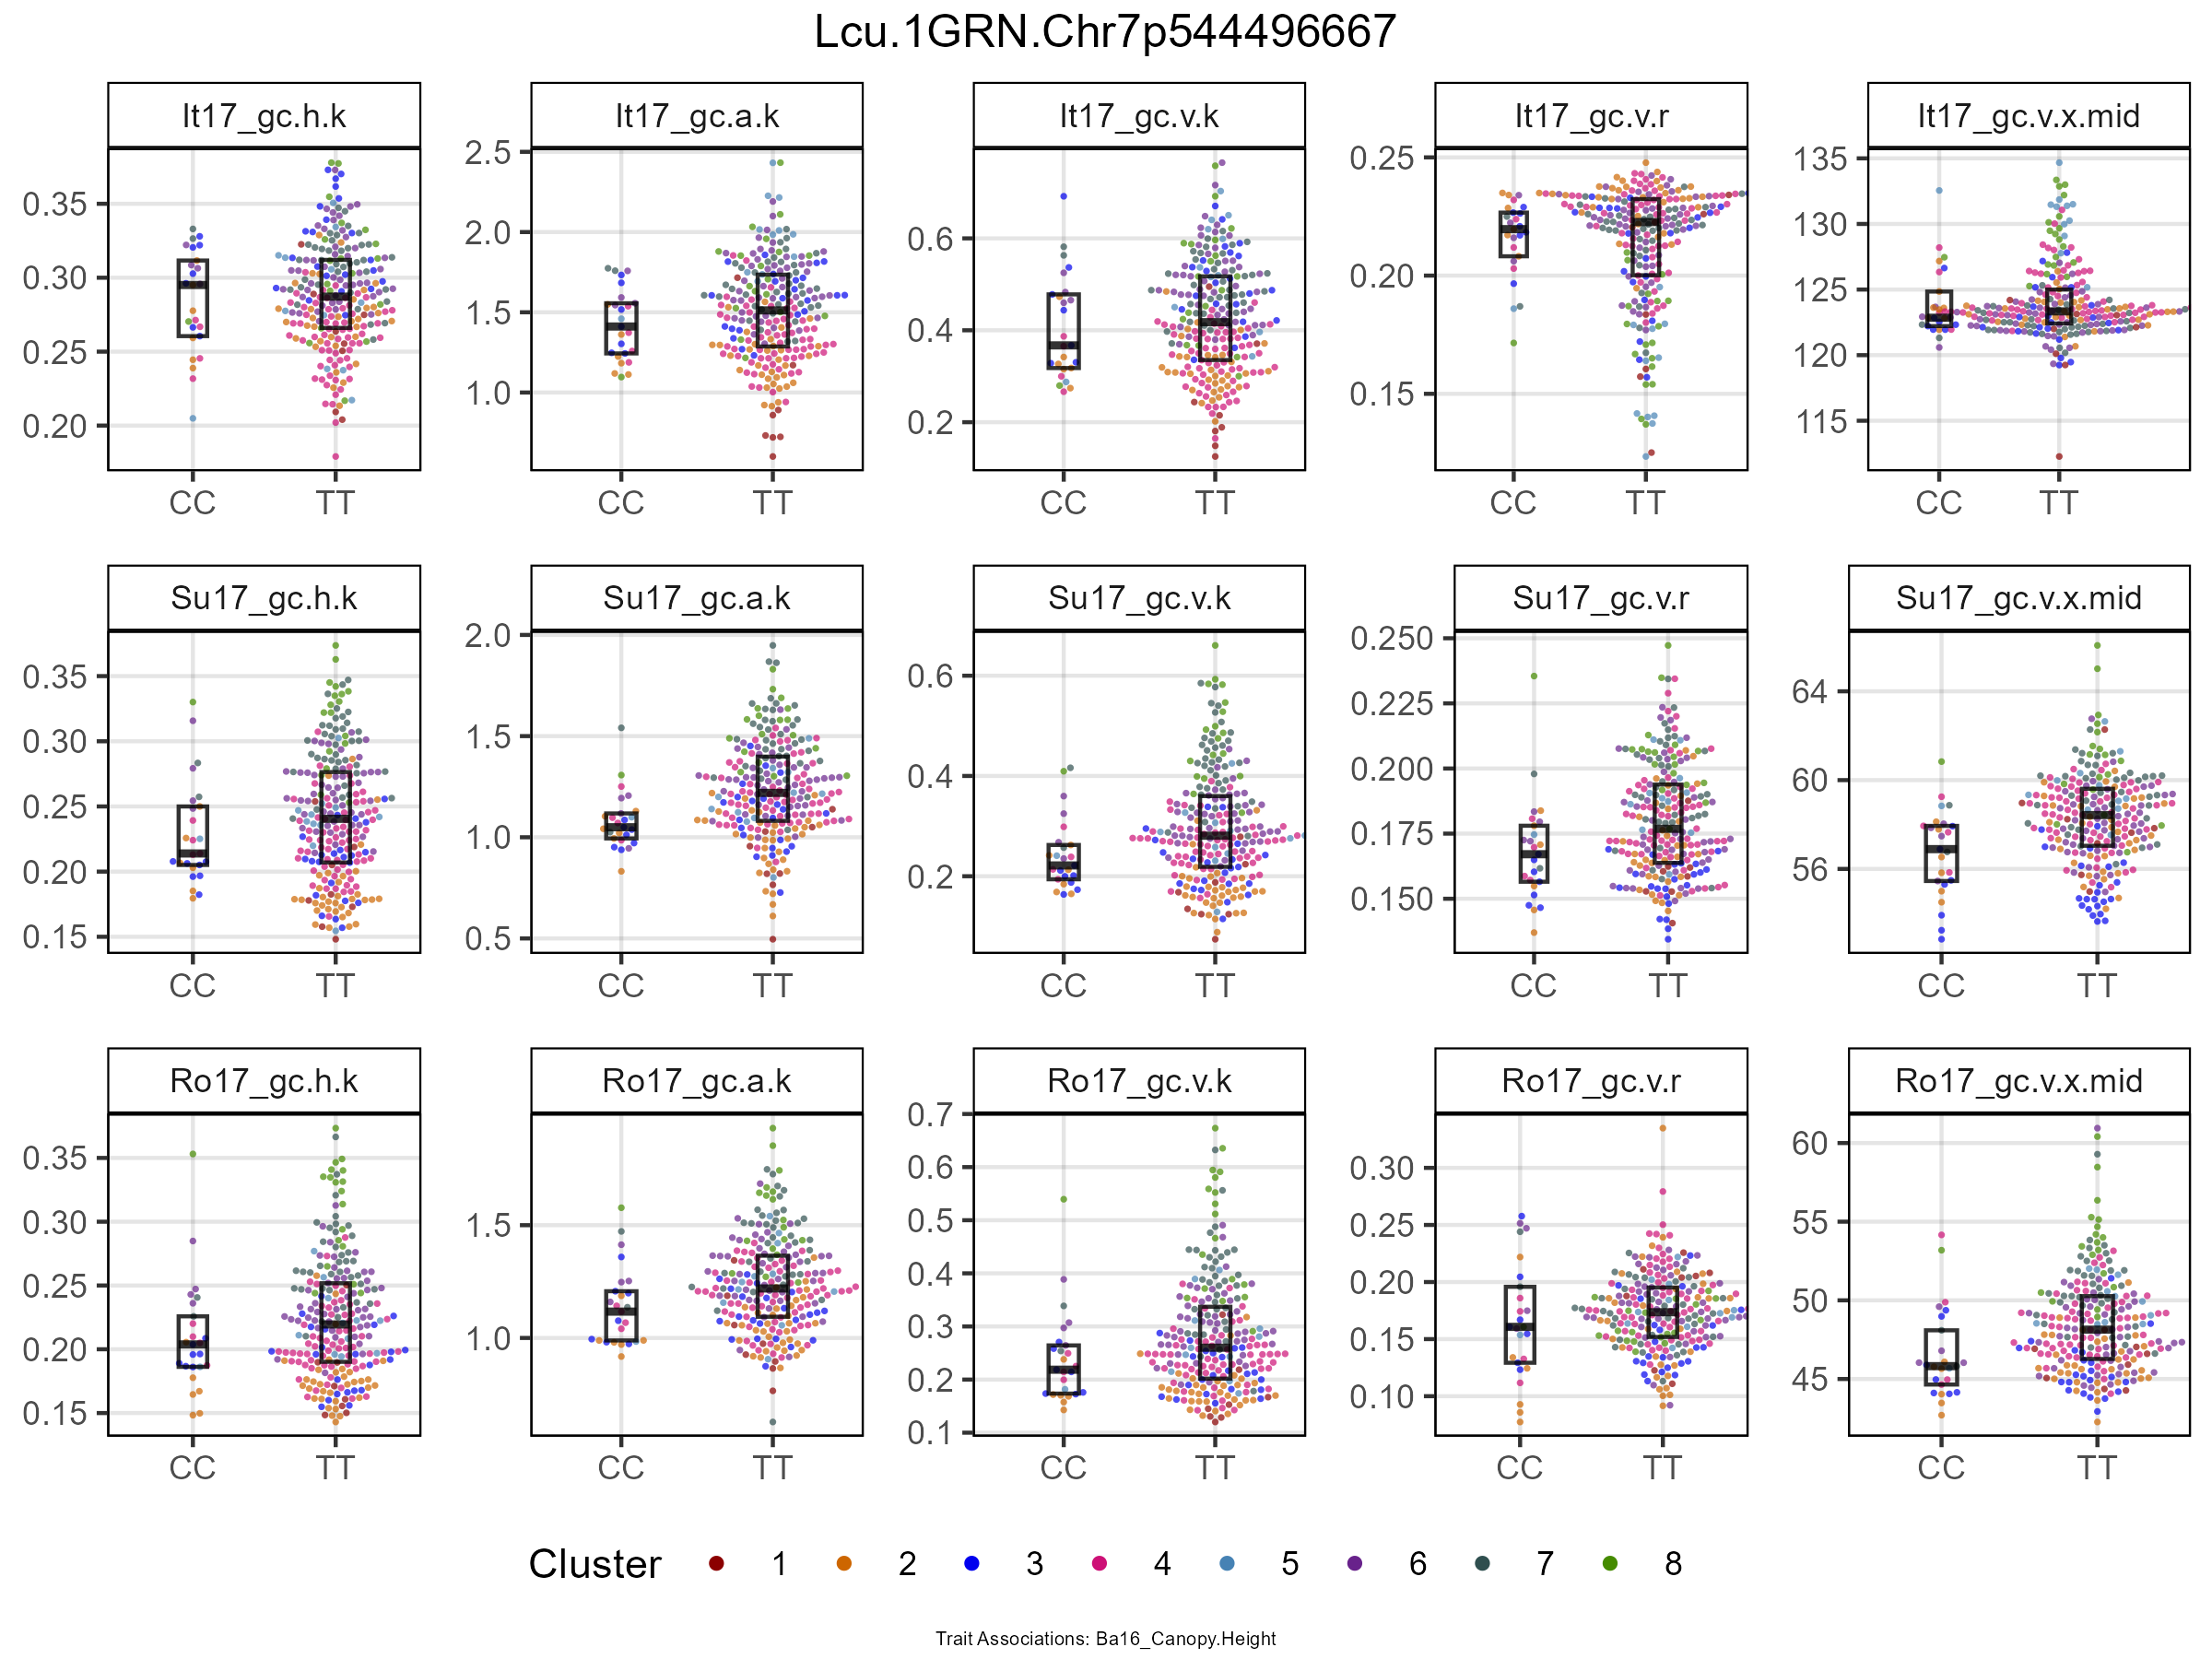 Lcu.1GRN.Chr7p544496667
It17_gc.h.k It17_gc.a.k It17_gc.v.k It17_gc.v.r It17_gc.v.x.mid
0.35 0.30 0.25 0.20 2.5 2.0 1.5 1.0 0.6 0.4 0.2 0.25 0.20 0.15 135 130 125 120 115
CC TT CC TT CC TT CC TT CC TT
Su17_gc.h.k Su17_gc.a.k Su17_gc.v.k Su17_gc.v.r Su17_gc.v.x.mid
0.35 0.30 0.25 0.20 0.15 2.0 1.5 1.0 0.5 0.6 0.4 0.2 0.250 0.225 0.200 0.175 0.150 64 60 56
CC TT CC TT CC TT CC TT CC TT
Ro17_gc.h.k Ro17_gc.a.k Ro17_gc.v.k Ro17_gc.v.r Ro17_gc.v.x.mid
0.35 0.30 0.25 0.20 0.15 1.5 1.0 0.7 0.6 0.5 0.4 0.3 0.2 0.1 0.30 0.25 0.20 0.15 0.10 60 55 50 45
CC TT CC TT CC TT CC TT CC TT
Cluster 1 2 3 4 5 6 7 8
Trait Associations: Ba16_Canopy.Height